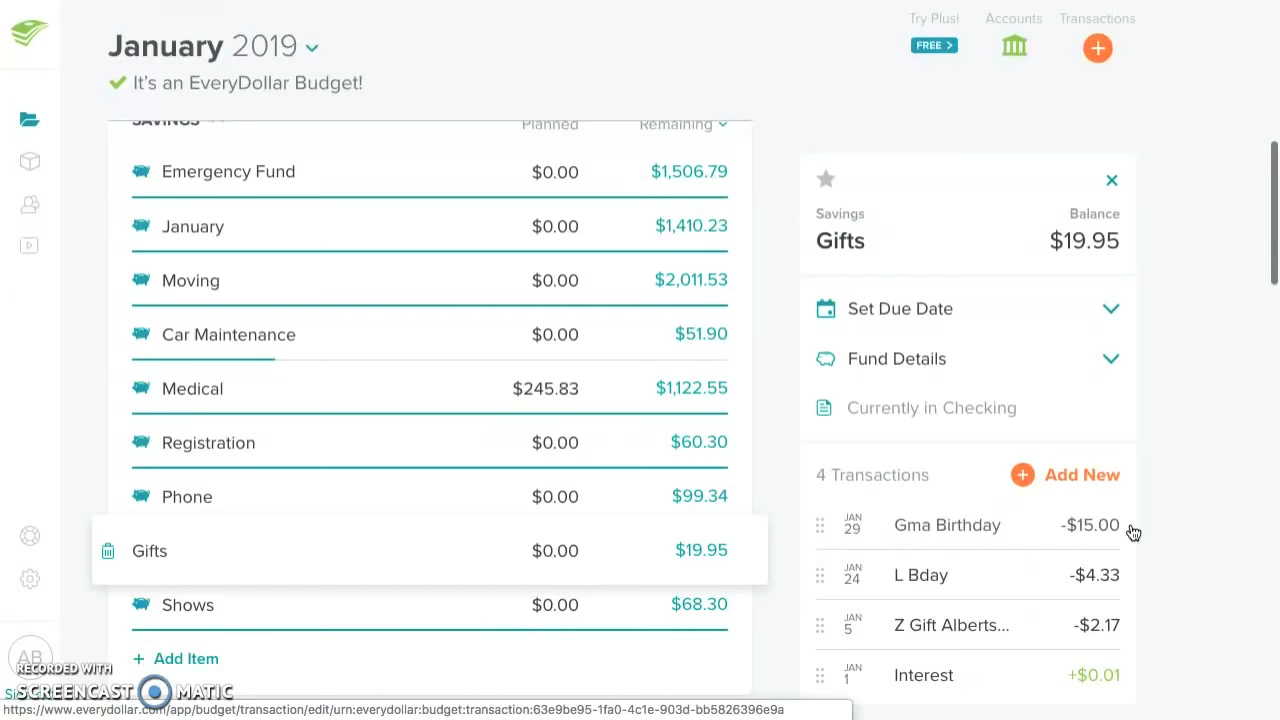 January 2019
It's an EveryDollar Budget!
Try Plus!
FREE >
Accounts
Transactions
SAVINGS
Planned
Remaining
Emergency Fund $0.00 $1,506.79
January $0.00 $1,410.23
Moving $0.00 $2,011.53
Car Maintenance $0.00 $51.90
Medical $245.83 $1,122.55
Registration $0.00 $60.30
Phone $0.00 $99.34
Gifts $0.00 $19.95
Shows $0.00 $68.30
+ Add Item
Savings Balance
Gifts $19.95
Set Due Date
Fund Details
Currently in Checking
4 Transactions + Add New
JAN 29 Gma Birthday -$15.00
JAN 24 L Bday -$4.33
JAN 5 Z Gift Alberts... -$2.17
JAN 1 Interest +$0.01
AB
RECORDED WITH
SCREENCAST MATIC
https://www.everydollar.com/app/budget/transaction/edit/urn:everydollar:budget:transaction:63e9be95-1fa0-4c1e-903d-bb5826396e9a